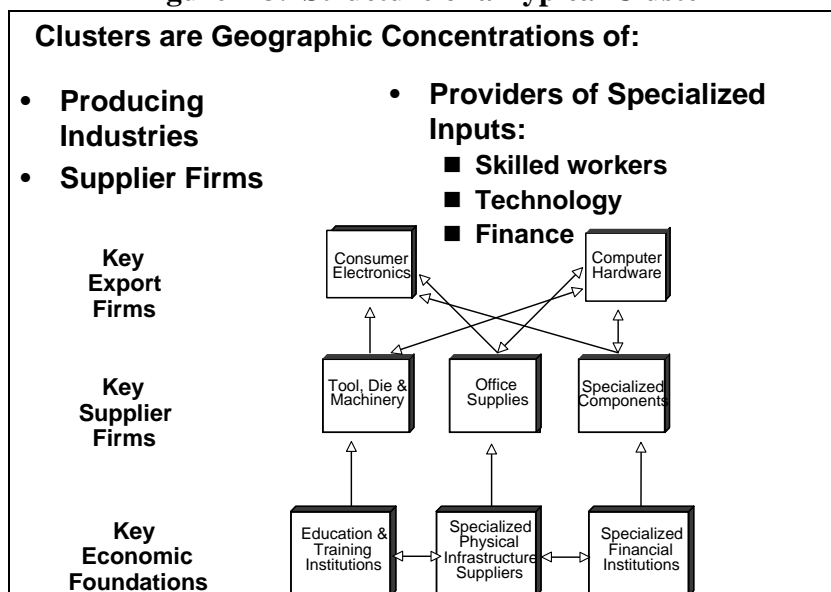 Clusters are Geographic Concentrations of:
• Producing
Industries
• Supplier Firms
• Providers of Specialized
Inputs:
■ Skilled workers
■ Technology
■ Finance
Key
Export
Firms
Consumer
Electronics
Computer
Hardware
Key
Supplier
Firms
Tool, Die &
Machinery
Office
Supplies
Specialized
Components
Key
Economic
Foundations
Education &
Training
Institutions
Specialized
Physical
Infrastructure
Suppliers
Specialized
Financial
Institutions